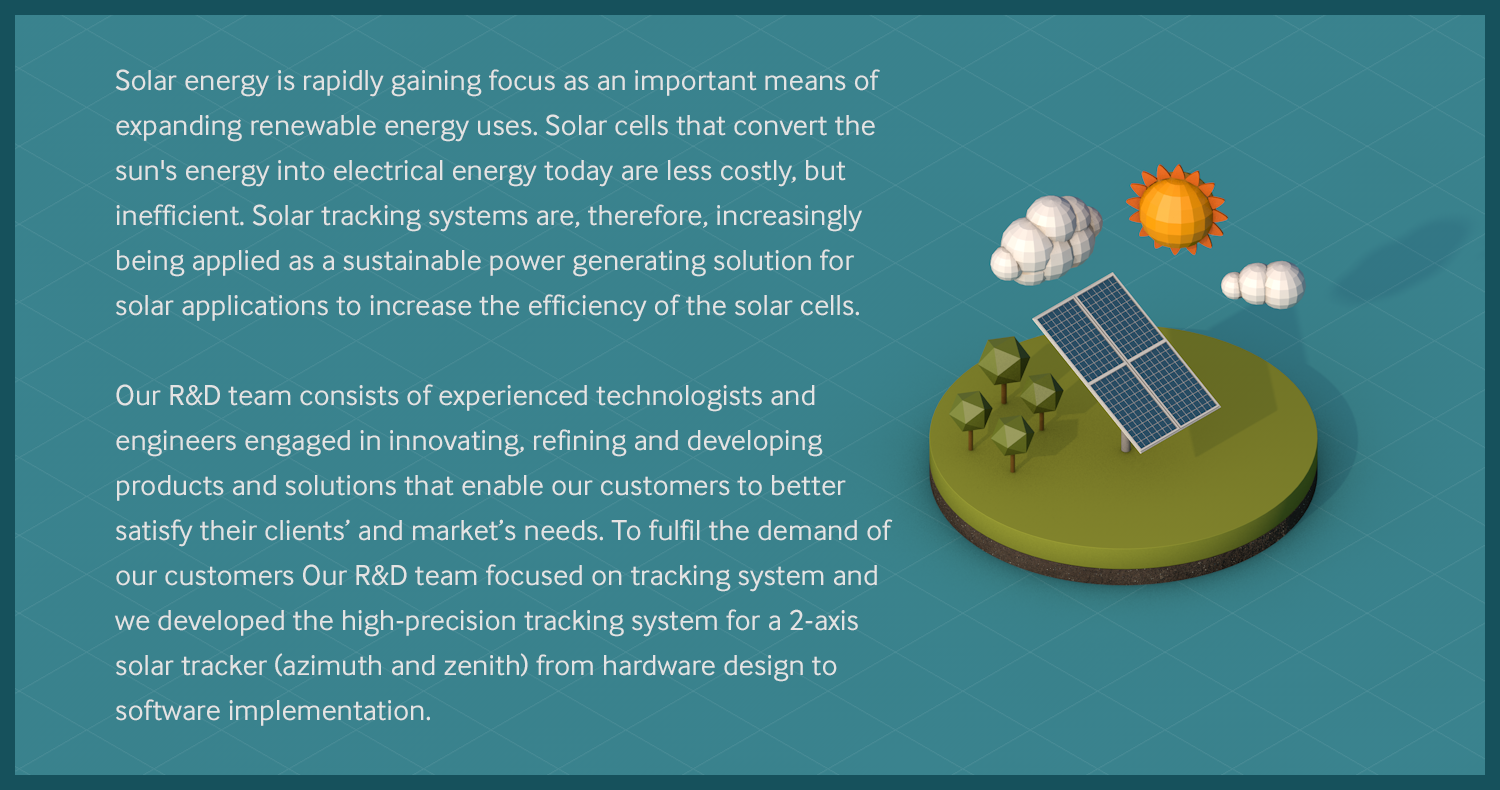 Solar energy is rapidly gaining focus as an important means of
expanding renewable energy uses. Solar cells that convert the
sun's energy into electrical energy today are less costly, but
inefficient. Solar tracking systems are, therefore, increasingly
being applied as a sustainable power generating solution for
solar applications to increase the efficiency of the solar cells.
Our R&D team consists of experienced technologists and
engineers engaged in innovating, refining and developing
products and solutions that enable our customers to better
satisfy their clients’ and market’s needs. To fulfil the demand of
our customers Our R&D team focused on tracking system and
we developed the high-precision tracking system for a 2-axis
solar tracker (azimuth and zenith) from hardware design to
software implementation.